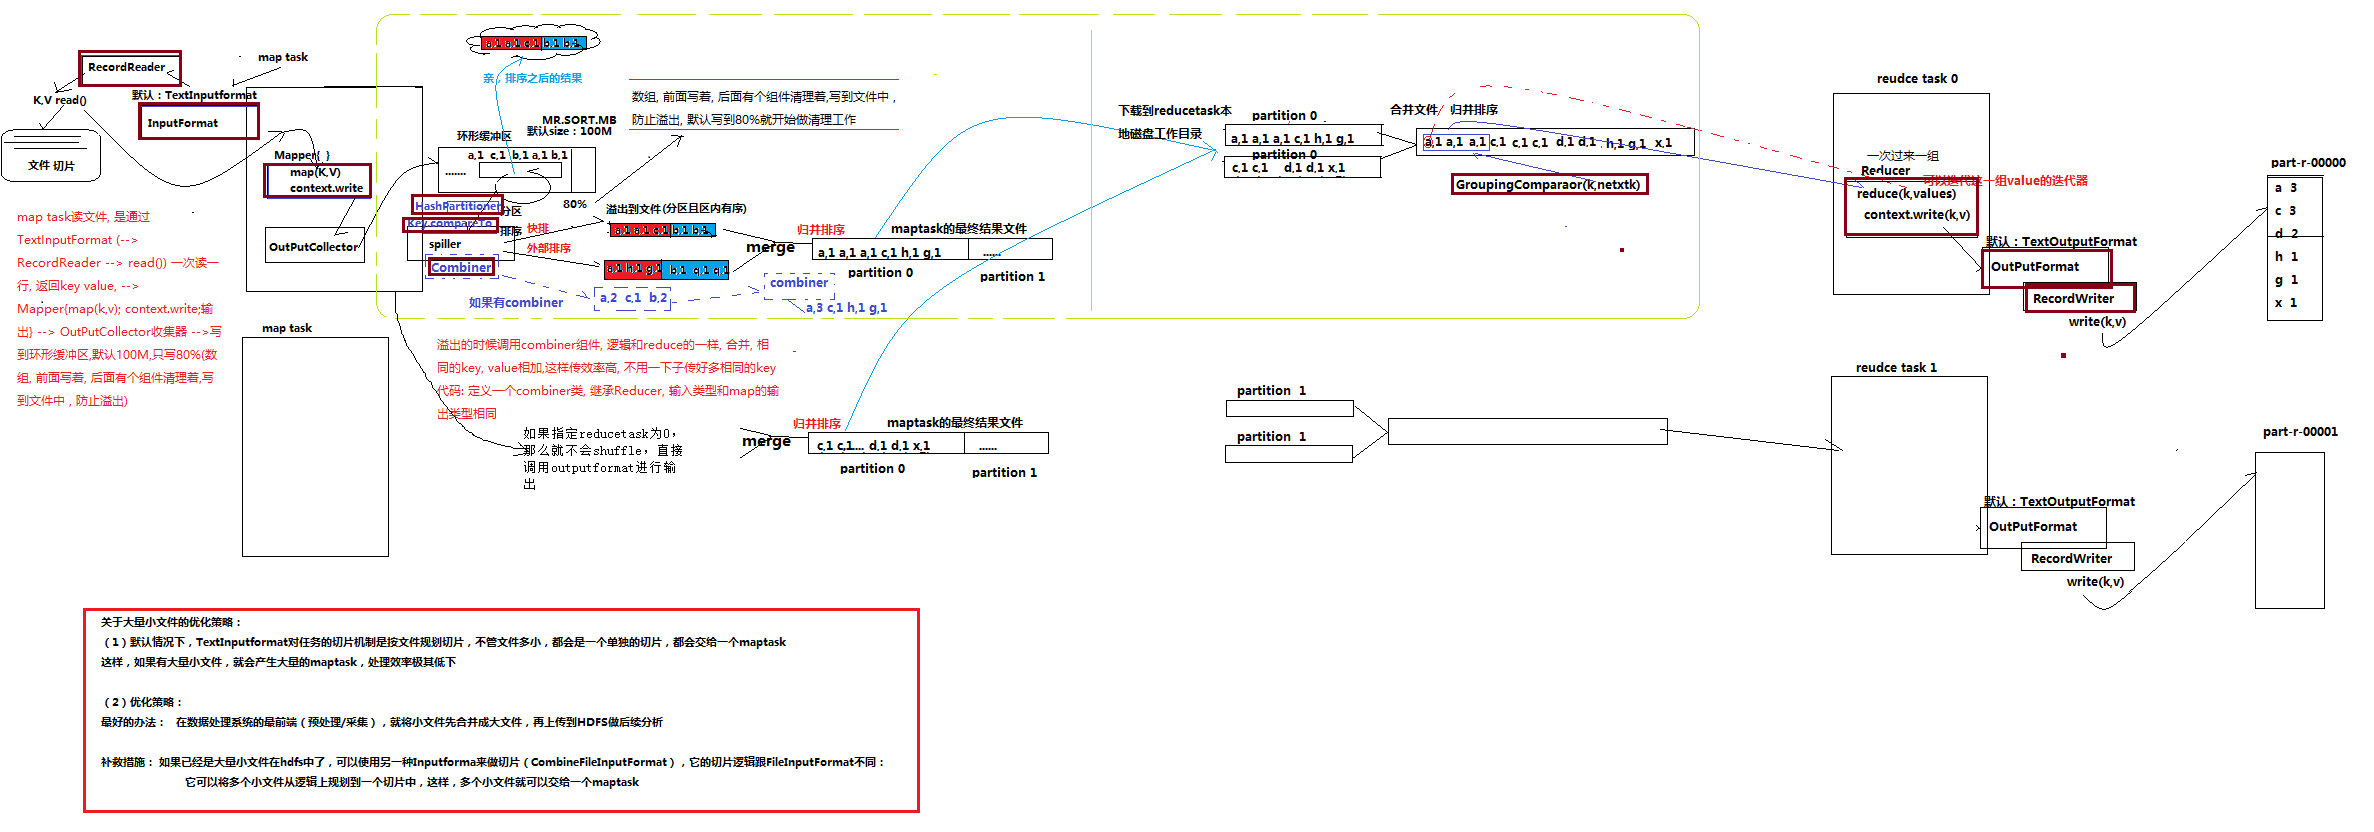 RecordReader
map task
K,V read()
默认：TextInputformat
InputFormat
文件 切片
Mapper{  }
map(K,V)
context.write
OutPutCollector
map task读文件, 是通过
TextInputFormat (-->
RecordReader --> read()) 一次读一
行, 返回key value, -->
Mapper{map(k,v); context.write;输
出} --> OutPutCollector收集器 -->写
到环形缓冲区,默认100M,只写80%(数
组, 前面写着, 后面有个组件清理着,写
到文件中 , 防止溢出)
map task
a,1 a,1 c,1 b,1 b,1
亲，排序之后的结果
MR.SORT.MB
环形缓冲区
默认size：100M
a,1 c,1 b,1 a,1 b,1
.......
80%
数组, 前面写着, 后面有个组件清理着,写到文件中 ,
防止溢出, 默认写到80%就开始做清理工作
HashPartitioner
分区
Key.compareTo
排序
spiller
Combiner
快排
外部排序
溢出到文件(分区且区内有序)
a,1 a,1 c,1 b,1 b,1
a,1 h,1 g,1 b,1 q,1 q,1
如果有combiner
a,2 c,1 b,2
combiner
a,3 c,1 h,1 g,1
merge
归并排序
maptask的最终结果文件
a,1 a,1 a,1 c,1 h,1 g,1
......
partition 0
partition 1
溢出的时候调用combiner组件, 逻辑和reduce的一样, 合并, 相
同的key, value相加,这样传效率高, 不用一下子传好多相同的key
代码: 定义一个combiner类, 继承Reducer, 输入类型和map的输
出类型相同
如果指定reducetask为0，
那么就不会shuffle，直接
调用outputformat进行输
出
merge
归并排序
maptask的最终结果文件
c,1 c,1.... d,1 d,1 x,1
......
partition 0
partition 1
下载到reducetask本
地磁盘工作目录
partition 0
a,1 a,1 a,1 c,1 h,1 g,1
partition 0
c,1 c,1 d,1 d,1 x,1
合并文件 归并排序
a,1 a,1 a,1 c,1 c,1 c,1 d,1 d,1 h,1 g,1 x,1
GroupingComparaor(k,netxtk)
reudce task 0
一次过来一组
Reducer
可以迭代这一组value的迭代器
reduce(k,values)
context.write(k,v)
默认：TextOutputFormat
OutPutFormat
RecordWriter
write(k,v)
part-r-00000
a 3
c 3
d 2
h 1
g 1
x 1
partition 1
partition 1
reudce task 1
默认：TextOutputFormat
OutPutFormat
RecordWriter
write(k,v)
part-r-00001
关于大量小文件的优化策略：
（1）默认情况下，TextInputformat对任务的切片机制是按文件规划切片，不管文件多小，都会是一个单独的切片，都会交给一个maptask
这样，如果有大量小文件，就会产生大量的maptask，处理效率极其低下
（2）优化策略：
最好的办法： 在数据处理系统的最前端（预处理/采集），就将小文件先合并成大文件，再上传到HDFS做后续分析
补救措施： 如果已经是大量小文件在hdfs中了，可以使用另一种Inputforma来做切片（CombineFileInputFormat），它的切片逻辑跟FileInputFormat不同：
它可以将多个小文件从逻辑上规划到一个切片中，这样，多个小文件就可以交给一个maptask